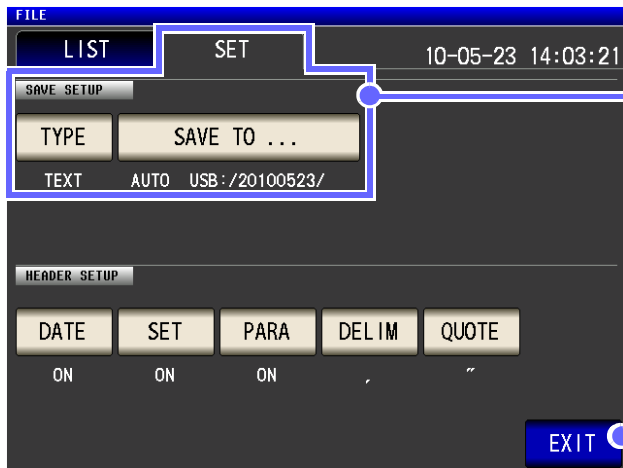 FILE
LIST SET 10-05-23 14:03:21
SAVE SETUP
TYPE SAVE TO ...
TEXT AUTO USB:/20100523/
HEADER SETUP
DATE SET PARA DELIM QUOTE
ON ON ON , "
EXIT